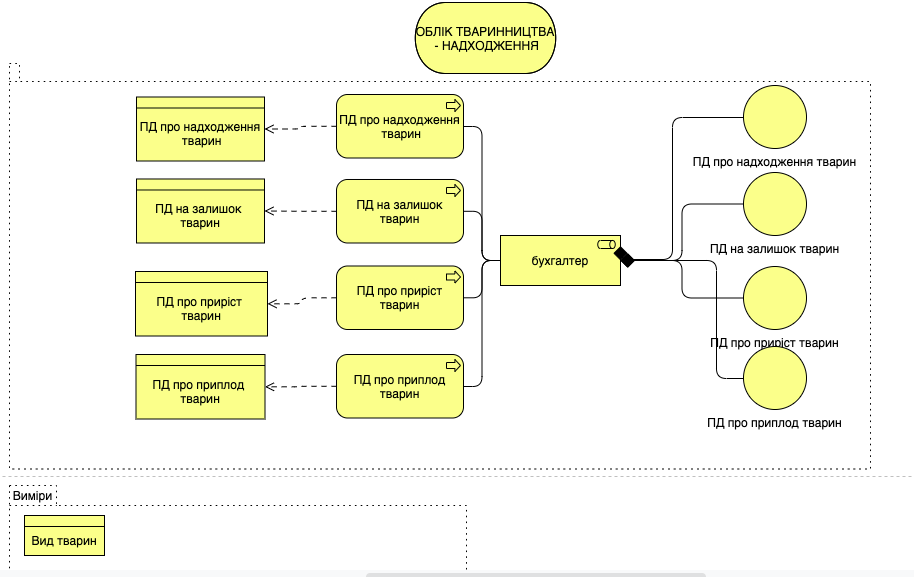 ОБЛІК ТВАРИННИЦТВА
- НАДХОДЖЕННЯ
ПД про надходження
тварин
ПД про надходження
тварин
ПД про надходження тварин
ПД на залишок
тварин
ПД на залишок
тварин
ПД на залишок тварин
бухгалтер
ПД про приріст
тварин
ПД про приріст
тварин
ПД про приріст тварин
ПД про приплод
тварин
ПД про приплод
тварин
ПД про приплод тварин
Виміри
Вид тварин